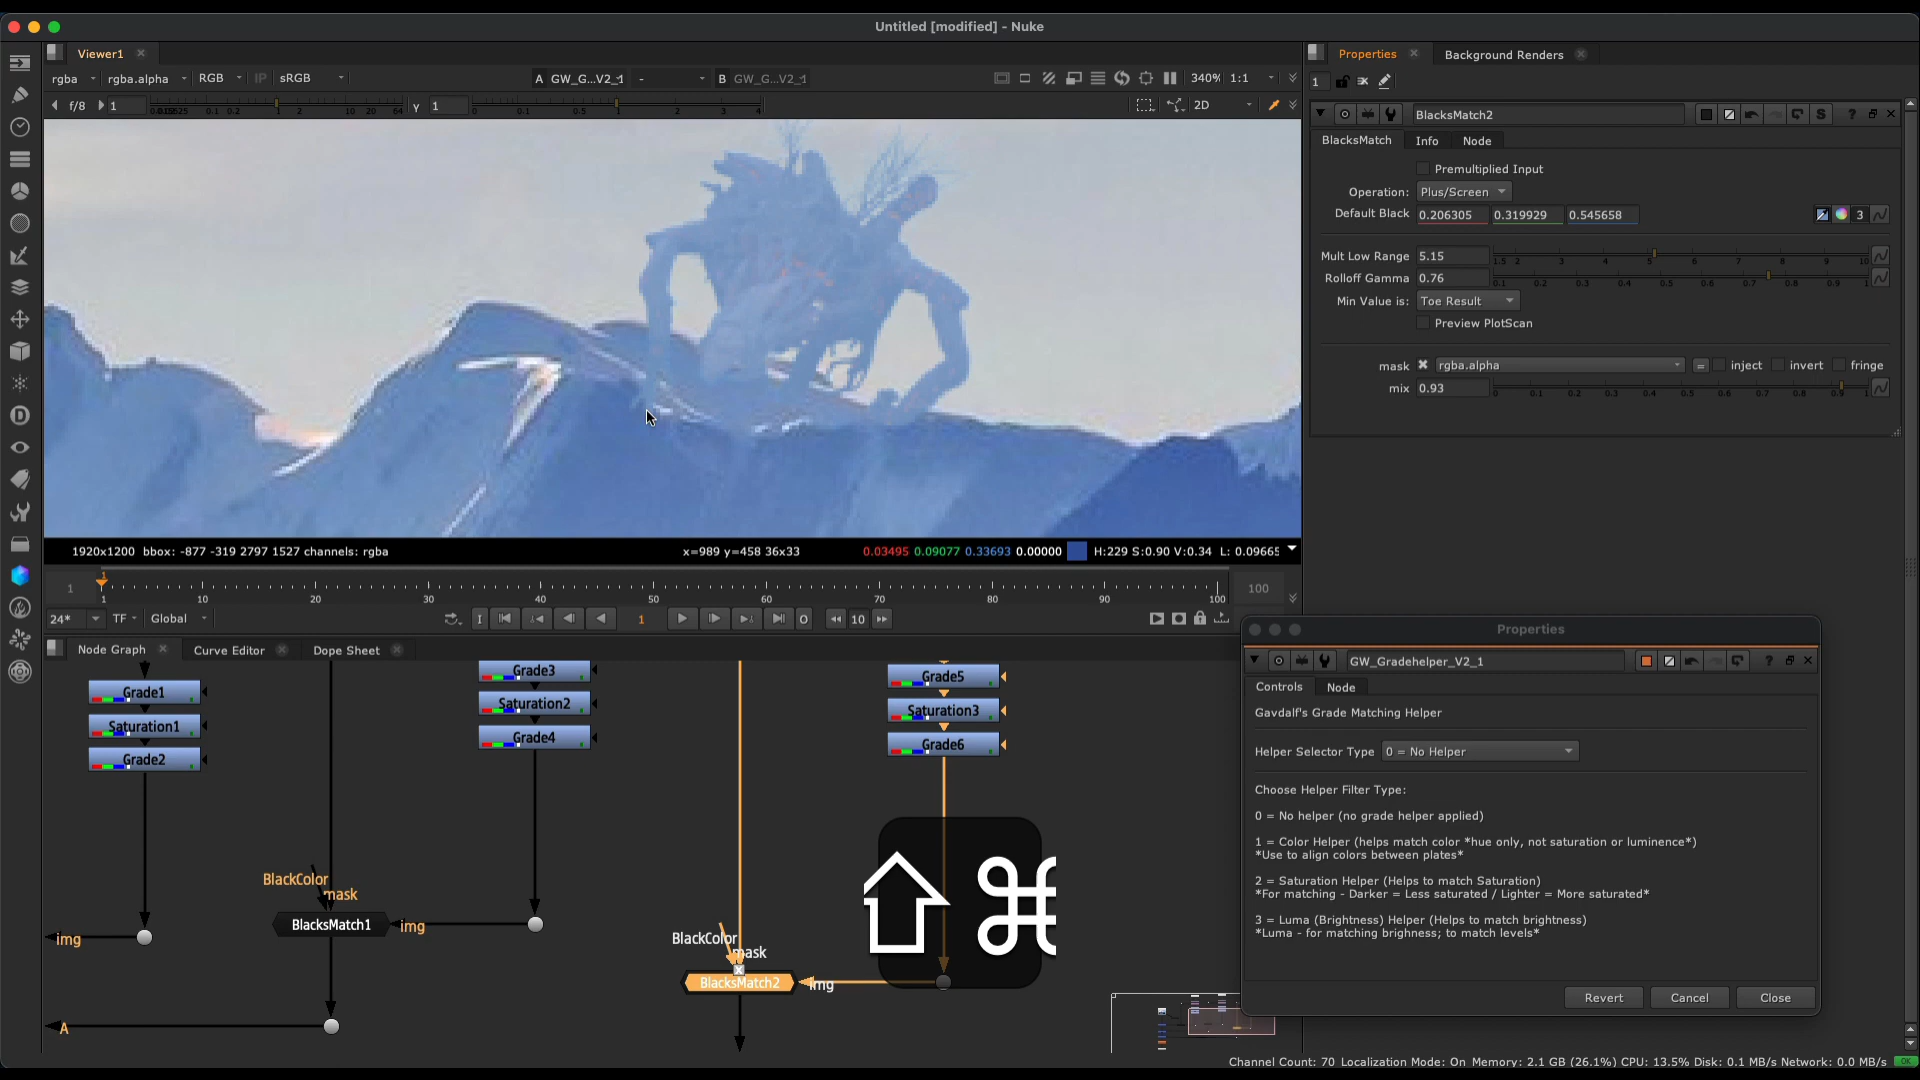 Untitled [modified] - Nuke
Viewer1
rgba rgba.alpha RGB IP sRGB A GW_G...V2_1 - B GW_G...V2_1 340% 1:1
f/8 1 γ 1 2D
1920x1200 bbox: -877 -319 2797 1527 channels: rgba x=989 y=458 36x33 0.03495 0.09077 0.33693 0.00000 H:229 S:0.90 V:0.34 L: 0.09665
1 1 10 20 30 40 50 60 70 80 90 100 100
24* TF Global I 1 O 10
Node Graph Curve Editor Dope Sheet
Grade1
Saturation1
Grade2
img
A
BlackColor
mask
BlacksMatch1
img
Grade3
Saturation2
Grade4
BlackColor
mask
BlacksMatch2
img
Grade5
Saturation3
Grade6
⇧ ⌘
Properties Background Renders
1
BlacksMatch2 S ?
BlacksMatch Info Node
Premultiplied Input
Operation: Plus/Screen
Default Black 0.206305 0.319929 0.545658 3
Mult Low Range 5.15
1.5 2 3 4 5 6 7 8 9 10
Rolloff Gamma 0.76
0.1 0.2 0.3 0.4 0.5 0.6 0.7 0.8 0.9 1
Min Value is: Toe Result
Preview PlotScan
mask rgba.alpha = inject invert fringe
mix 0.93
0 0.1 0.2 0.3 0.4 0.5 0.6 0.7 0.8 0.9 1
Properties
GW_Gradehelper_V2_1 ?
Controls Node
Gavdalf's Grade Matching Helper
Helper Selector Type 0 = No Helper
Choose Helper Filter Type:
0 = No helper (no grade helper applied)
1 = Color Helper (helps match color *hue only, not saturation or luminence*)
*Use to align colors between plates*
2 = Saturation Helper (Helps to match Saturation)
*For matching - Darker = Less saturated / Lighter = More saturated*
3 = Luma (Brightness) Helper (Helps to match brightness)
*Luma - for matching brighness; to match levels*
Revert Cancel Close
Channel Count: 70 Localization Mode: On Memory: 2.1 GB (26.1%) CPU: 13.5% Disk: 0.1 MB/s Network: 0.0 MB/s